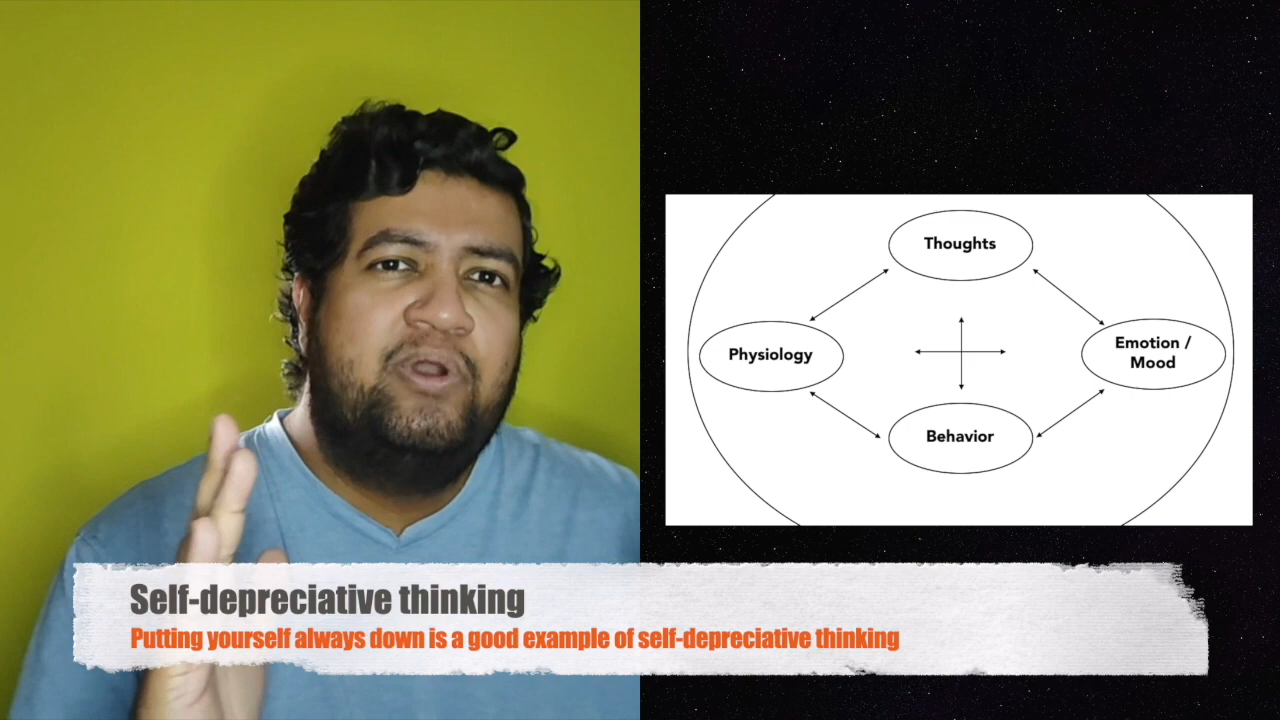 Thoughts
Physiology
Emotion /
Mood
Behavior
Self-depreciative thinking
Putting yourself always down is a good example of self-depreciative thinking